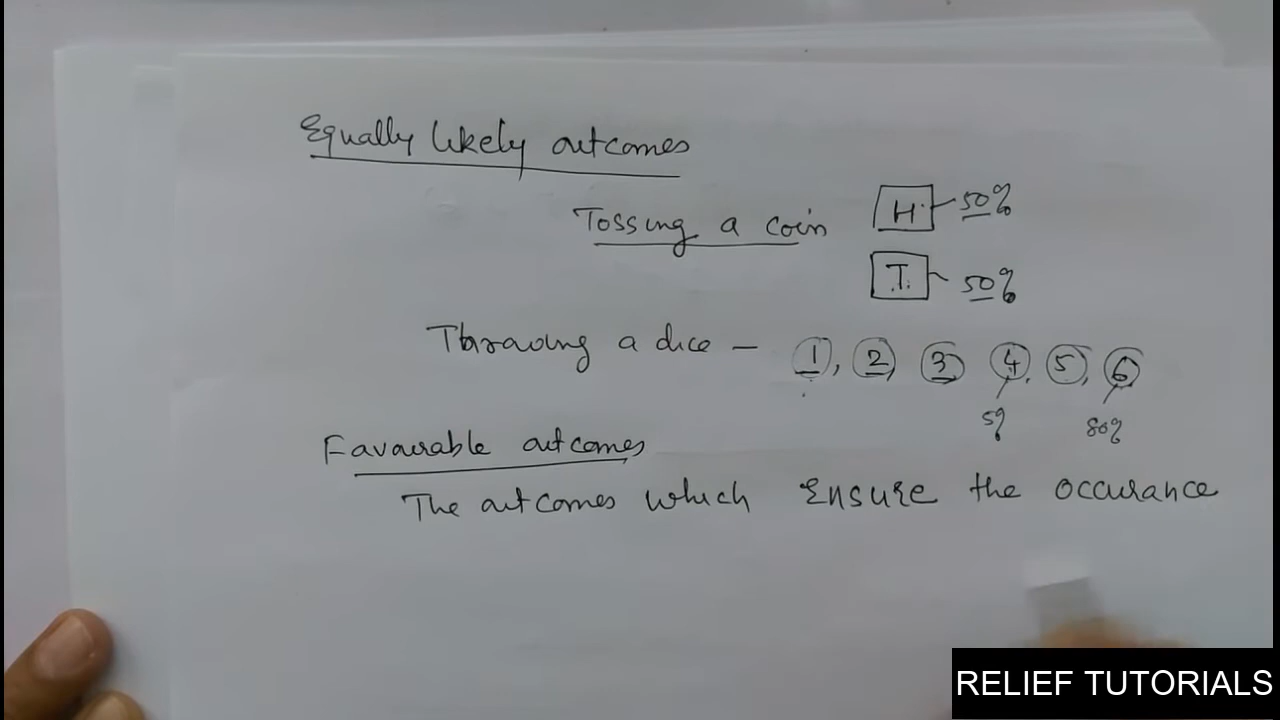 Equally likely outcomes
Tossing a coin H 50%
T 50%
Throwing a dice – 1, 2, 3 4, 5, 6
5% 80%
Favourable outcomes
The outcomes which Ensure the occurance
RELIEF TUTORIALS